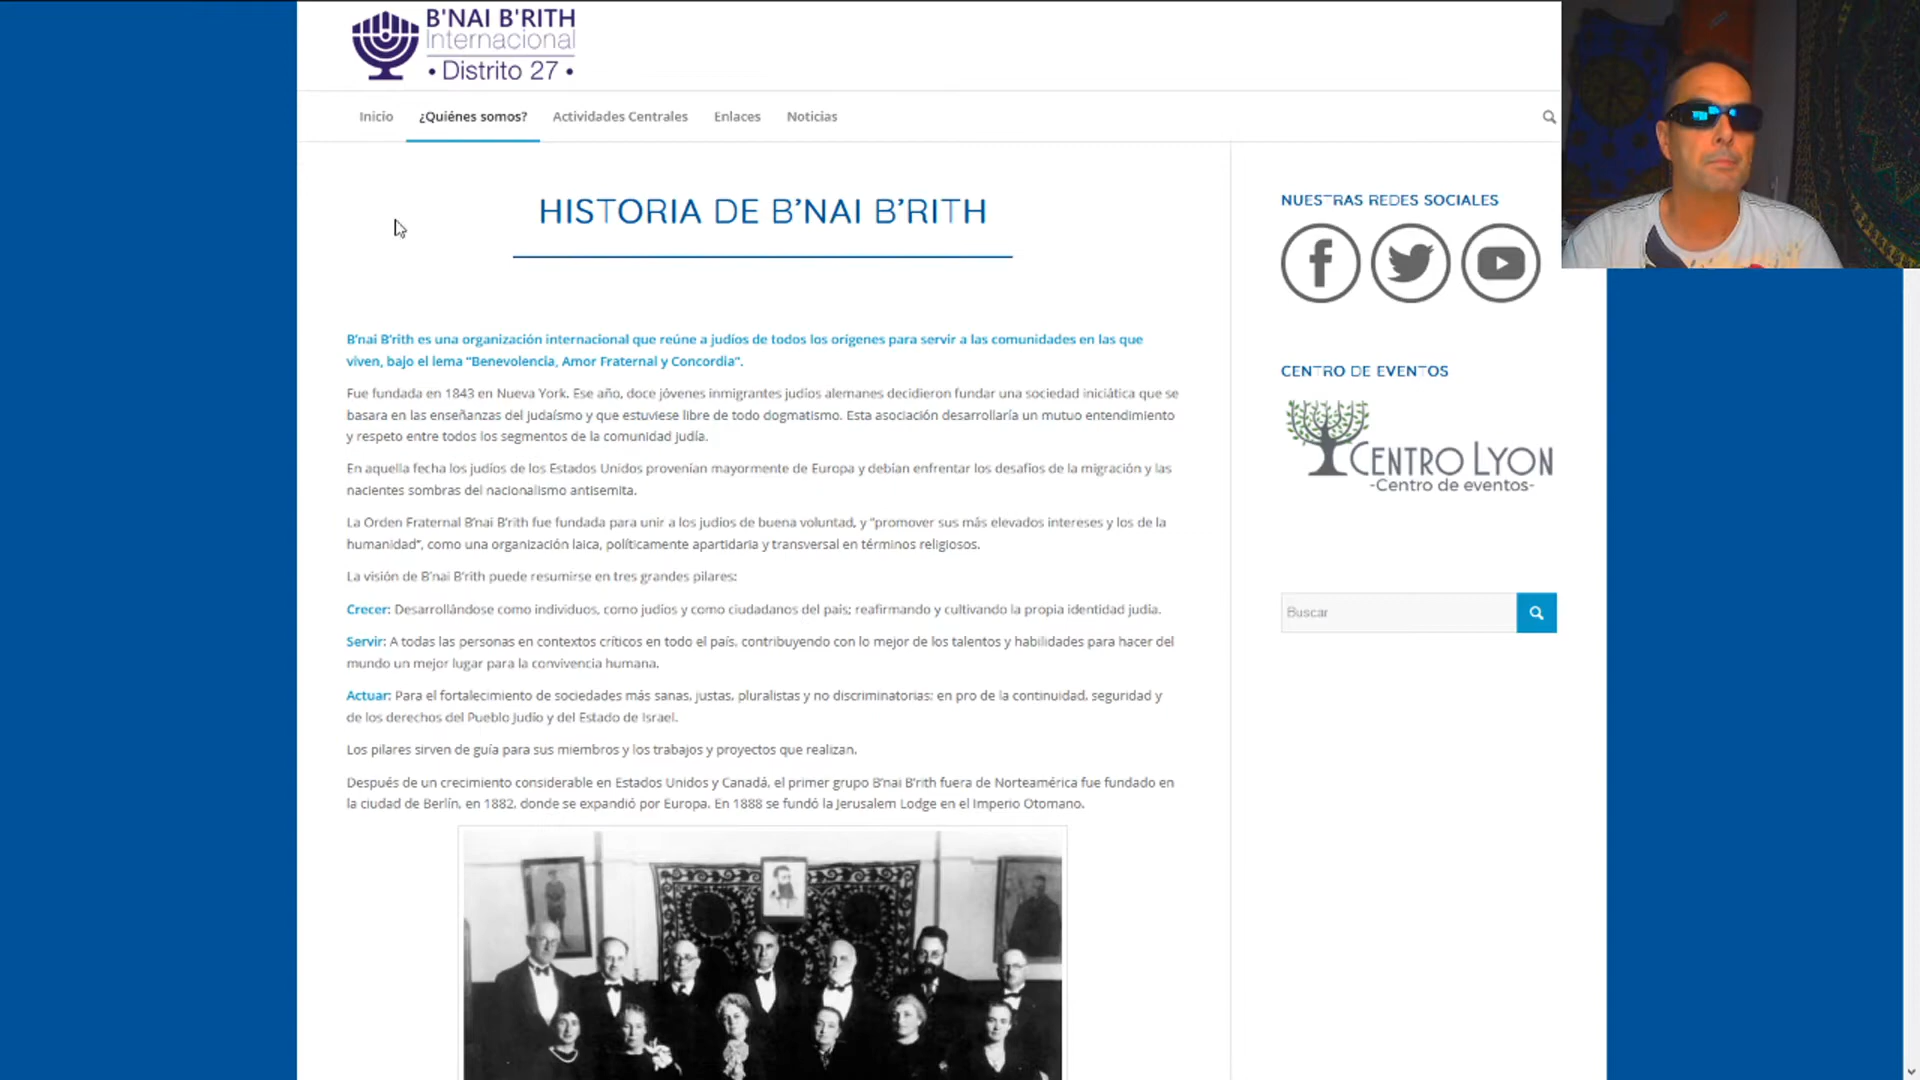 B'NAI B'RITH
Internacional
• Distrito 27 •
Inicio
¿Quiénes somos?
Actividades Centrales
Enlaces
Noticias
HISTORIA DE B’NAI B’RITH
B’nai B’rith es una organización internacional que reúne a judíos de todos los orígenes para servir a las comunidades en las que
viven, bajo el lema “Benevolencia, Amor Fraternal y Concordia”.
Fue fundada en 1843 en Nueva York. Ese año, doce jóvenes inmigrantes judíos alemanes decidieron fundar una sociedad iniciática que se
basara en las enseñanzas del judaísmo y que estuviese libre de todo dogmatismo. Esta asociación desarrollaría un mutuo entendimiento
y respeto entre todos los segmentos de la comunidad judía.
En aquella fecha los judíos de los Estados Unidos provenían mayormente de Europa y debían enfrentar los desafíos de la migración y las
nacientes sombras del nacionalismo antisemita.
La Orden Fraternal B’nai B’rith fue fundada para unir a los judíos de buena voluntad, y “promover sus más elevados intereses y los de la
humanidad”, como una organización laica, políticamente apartidaria y transversal en términos religiosos.
La visión de B’nai B’rith puede resumirse en tres grandes pilares:
Crecer: Desarrollándose como individuos, como judíos y como ciudadanos del país; reafirmando y cultivando la propia identidad judía.
Servir: A todas las personas en contextos críticos en todo el país, contribuyendo con lo mejor de los talentos y habilidades para hacer del
mundo un mejor lugar para la convivencia humana.
Actuar: Para el fortalecimiento de sociedades más sanas, justas, pluralistas y no discriminatorias: en pro de la continuidad, seguridad y
de los derechos del Pueblo Judío y del Estado de Israel.
Los pilares sirven de guía para sus miembros y los trabajos y proyectos que realizan.
Después de un crecimiento considerable en Estados Unidos y Canadá, el primer grupo B’nai B’rith fuera de Norteamérica fue fundado en
la ciudad de Berlín, en 1882, donde se expandió por Europa. En 1888 se fundó la Jerusalem Lodge en el Imperio Otomano.
NUESTRAS REDES SOCIALES
CENTRO DE EVENTOS
CENTRO LYON
-Centro de eventos-
Buscar